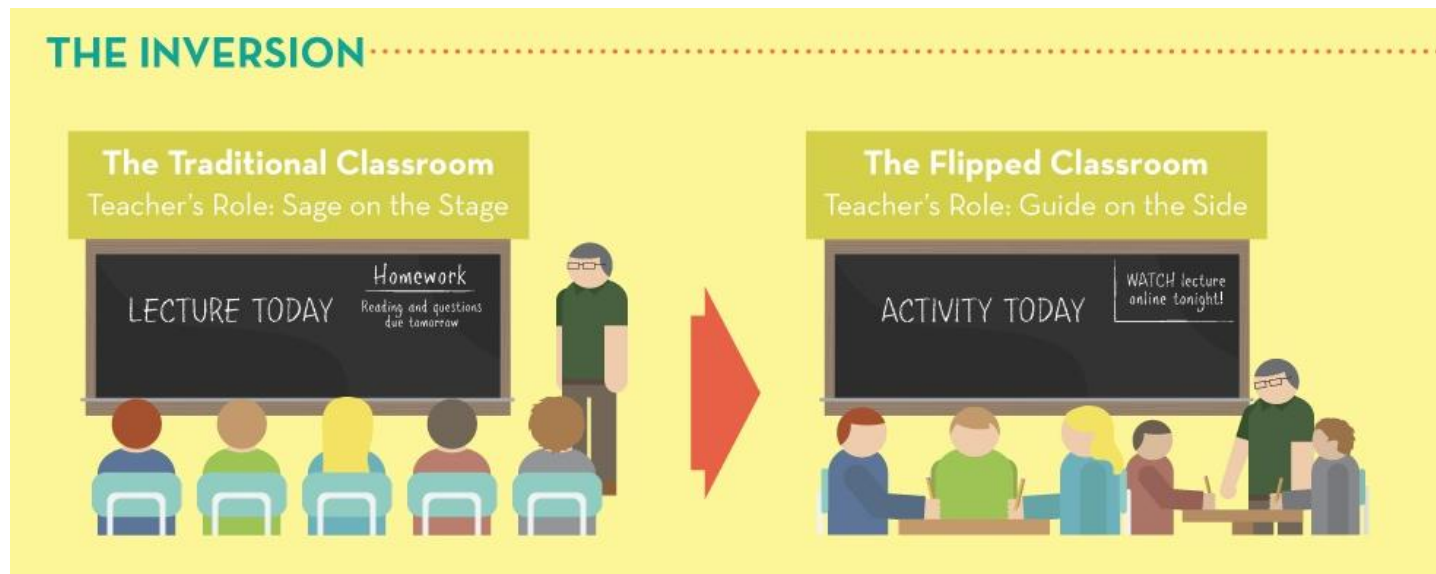 THE INVERSION
The Traditional Classroom
Teacher's Role: Sage on the Stage
LECTURE TODAY
Homework
Reading and questions
due tomorrow
The Flipped Classroom
Teacher's Role: Guide on the Side
ACTIVITY TODAY
WATCH lecture
online tonight!